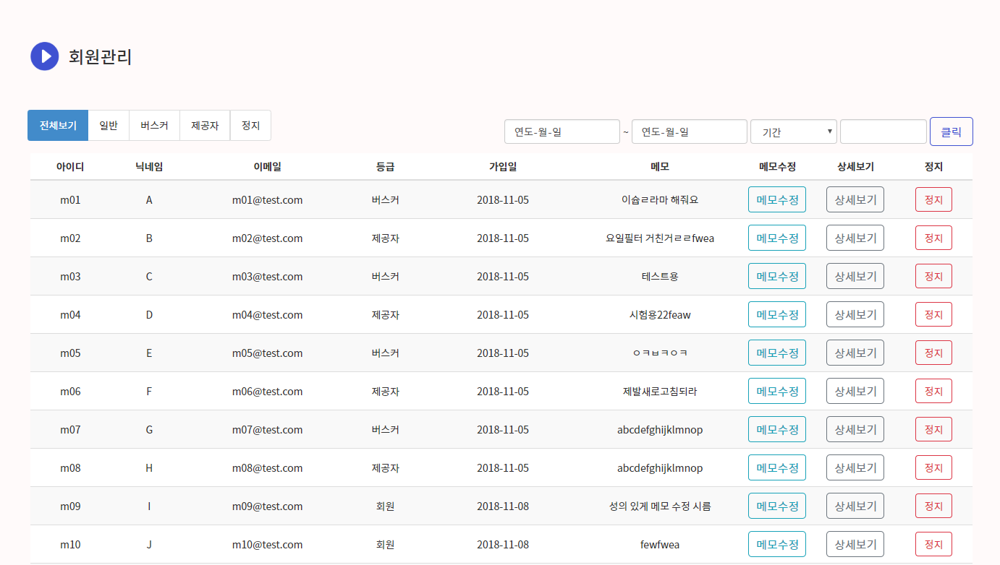 회원관리
전체보기 일반 버스커 제공자 정지
연도-월-일 ~ 연도-월-일 기간 클릭
아이디 닉네임 이메일 등급 가입일 메모 메모수정 상세보기 정지
m01 A m01@test.com 버스커 2018-11-05 이슙ㄹ라마 해줘요 메모수정 상세보기 정지
m02 B m02@test.com 제공자 2018-11-05 요일필터 거친거ㄹㄹfwea 메모수정 상세보기 정지
m03 C m03@test.com 버스커 2018-11-05 테스트용 메모수정 상세보기 정지
m04 D m04@test.com 제공자 2018-11-05 시험용22feaw 메모수정 상세보기 정지
m05 E m05@test.com 버스커 2018-11-05 ㅇㅋㅂㅋㅇㅋ 메모수정 상세보기 정지
m06 F m06@test.com 제공자 2018-11-05 제발새로고침되라 메모수정 상세보기 정지
m07 G m07@test.com 버스커 2018-11-05 abcdefghijklmnop 메모수정 상세보기 정지
m08 H m08@test.com 제공자 2018-11-05 abcdefghijklmnop 메모수정 상세보기 정지
m09 I m09@test.com 회원 2018-11-08 성의 있게 메모 수정 시름 메모수정 상세보기 정지
m10 J m10@test.com 회원 2018-11-08 fewfwea 메모수정 상세보기 정지